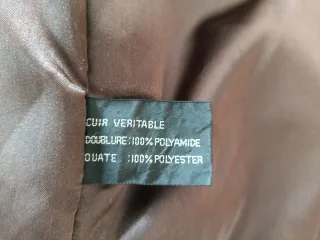 CUIR VERITABLE
DOUBLURE:100% POLYAMIDE
OUATE :100% POLYESTER